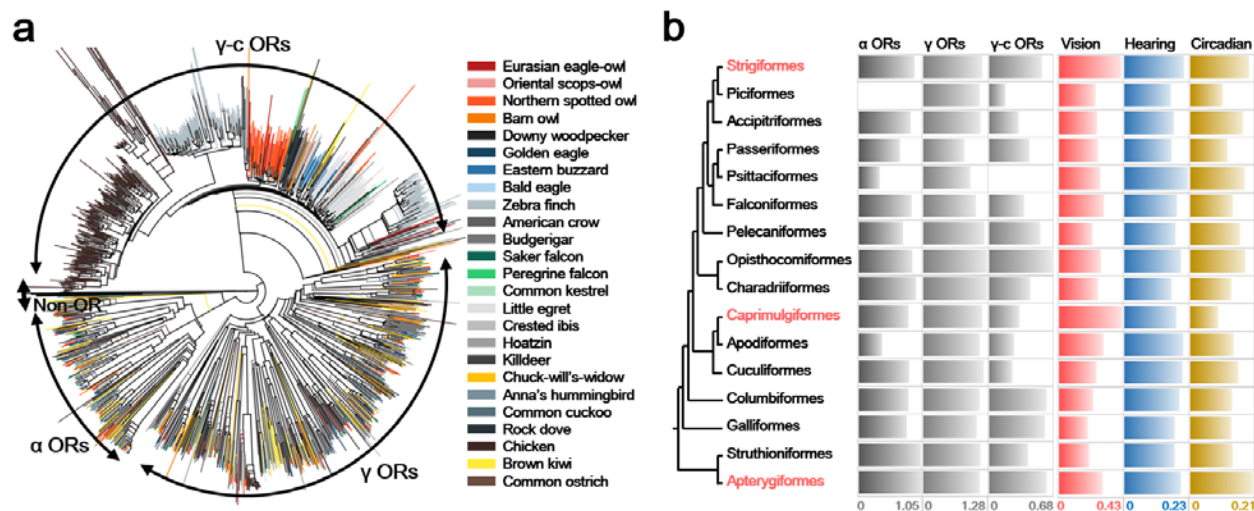 a
γ-c ORs
Non-OR
α ORs
γ ORs
Eurasian eagle-owl
Oriental scops-owl
Northern spotted owl
Barn owl
Downy woodpecker
Golden eagle
Eastern buzzard
Bald eagle
Zebra finch
American crow
Budgerigar
Saker falcon
Peregrine falcon
Common kestrel
Little egret
Crested ibis
Hoatzin
Killdeer
Chuck-will's-widow
Anna's hummingbird
Common cuckoo
Rock dove
Chicken
Brown kiwi
Common ostrich
b
α ORs γ ORs γ-c ORs Vision Hearing Circadian
Strigiformes
Piciformes
Accipitriformes
Passeriformes
Psittaciformes
Falconiformes
Pelecaniformes
Opisthocomiformes
Charadriiformes
Caprimulgiformes
Apodiformes
Cuculiformes
Columbiformes
Galliformes
Struthioniformes
Apterygiformes
0 1.05 0 1.28 0 0.68 0 0.43 0 0.23 0 0.21